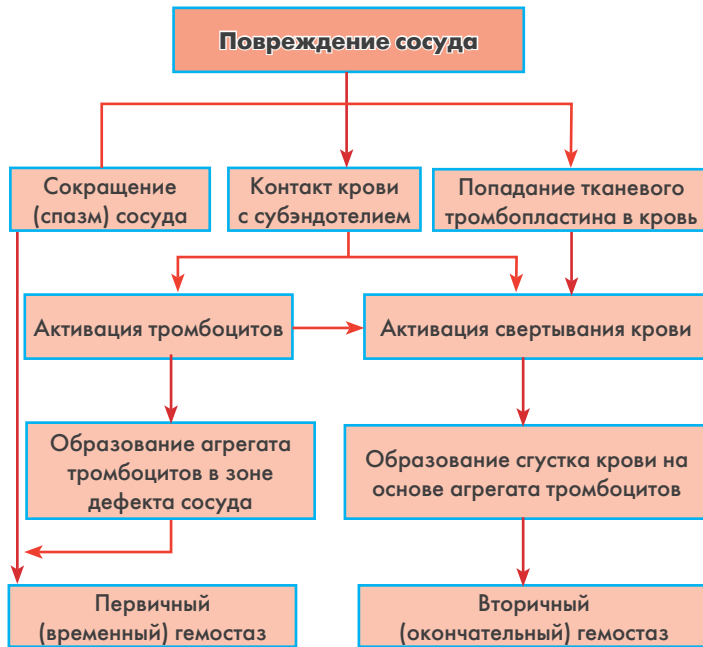 Повреждение сосуда
Сокращение
(спазм) сосуда
Контакт крови
с субэндотелием
Попадание тканевого
тромбопластина в кровь
Активация тромбоцитов
Активация свертывания крови
Образование агрегата
тромбоцитов в зоне
дефекта сосуда
Образование сгустка крови на
основе агрегата тромбоцитов
Первичный
(временный) гемостаз
Вторичный
(окончательный) гемостаз